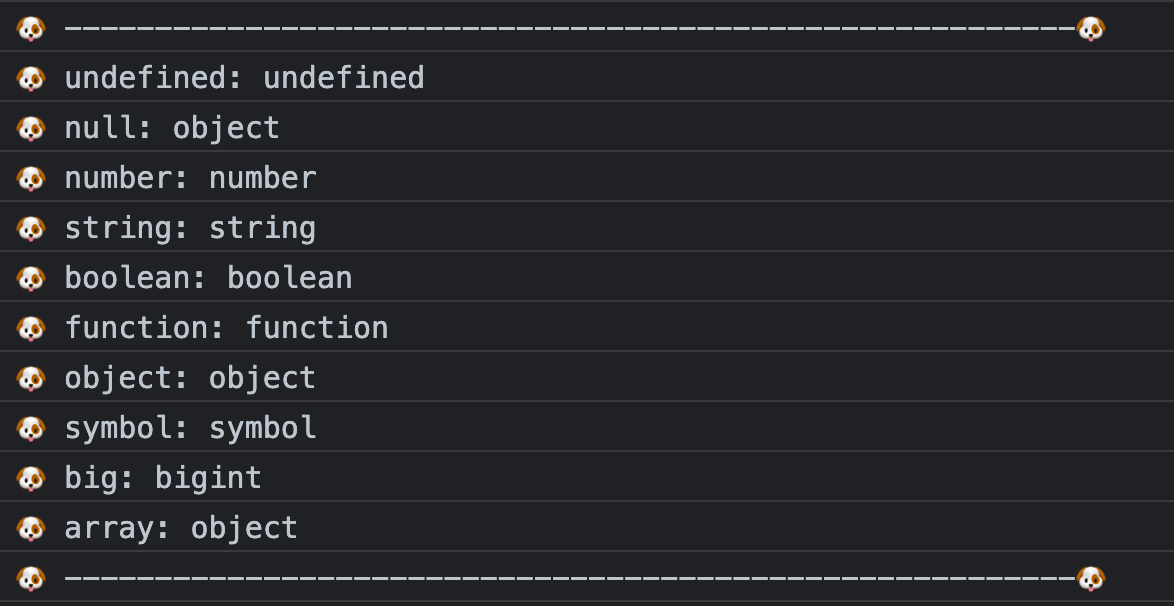 🐶 --------------------------------------------------------🐶
🐶 undefined: undefined
🐶 null: object
🐶 number: number
🐶 string: string
🐶 boolean: boolean
🐶 function: function
🐶 object: object
🐶 symbol: symbol
🐶 big: bigint
🐶 array: object
🐶 --------------------------------------------------------🐶